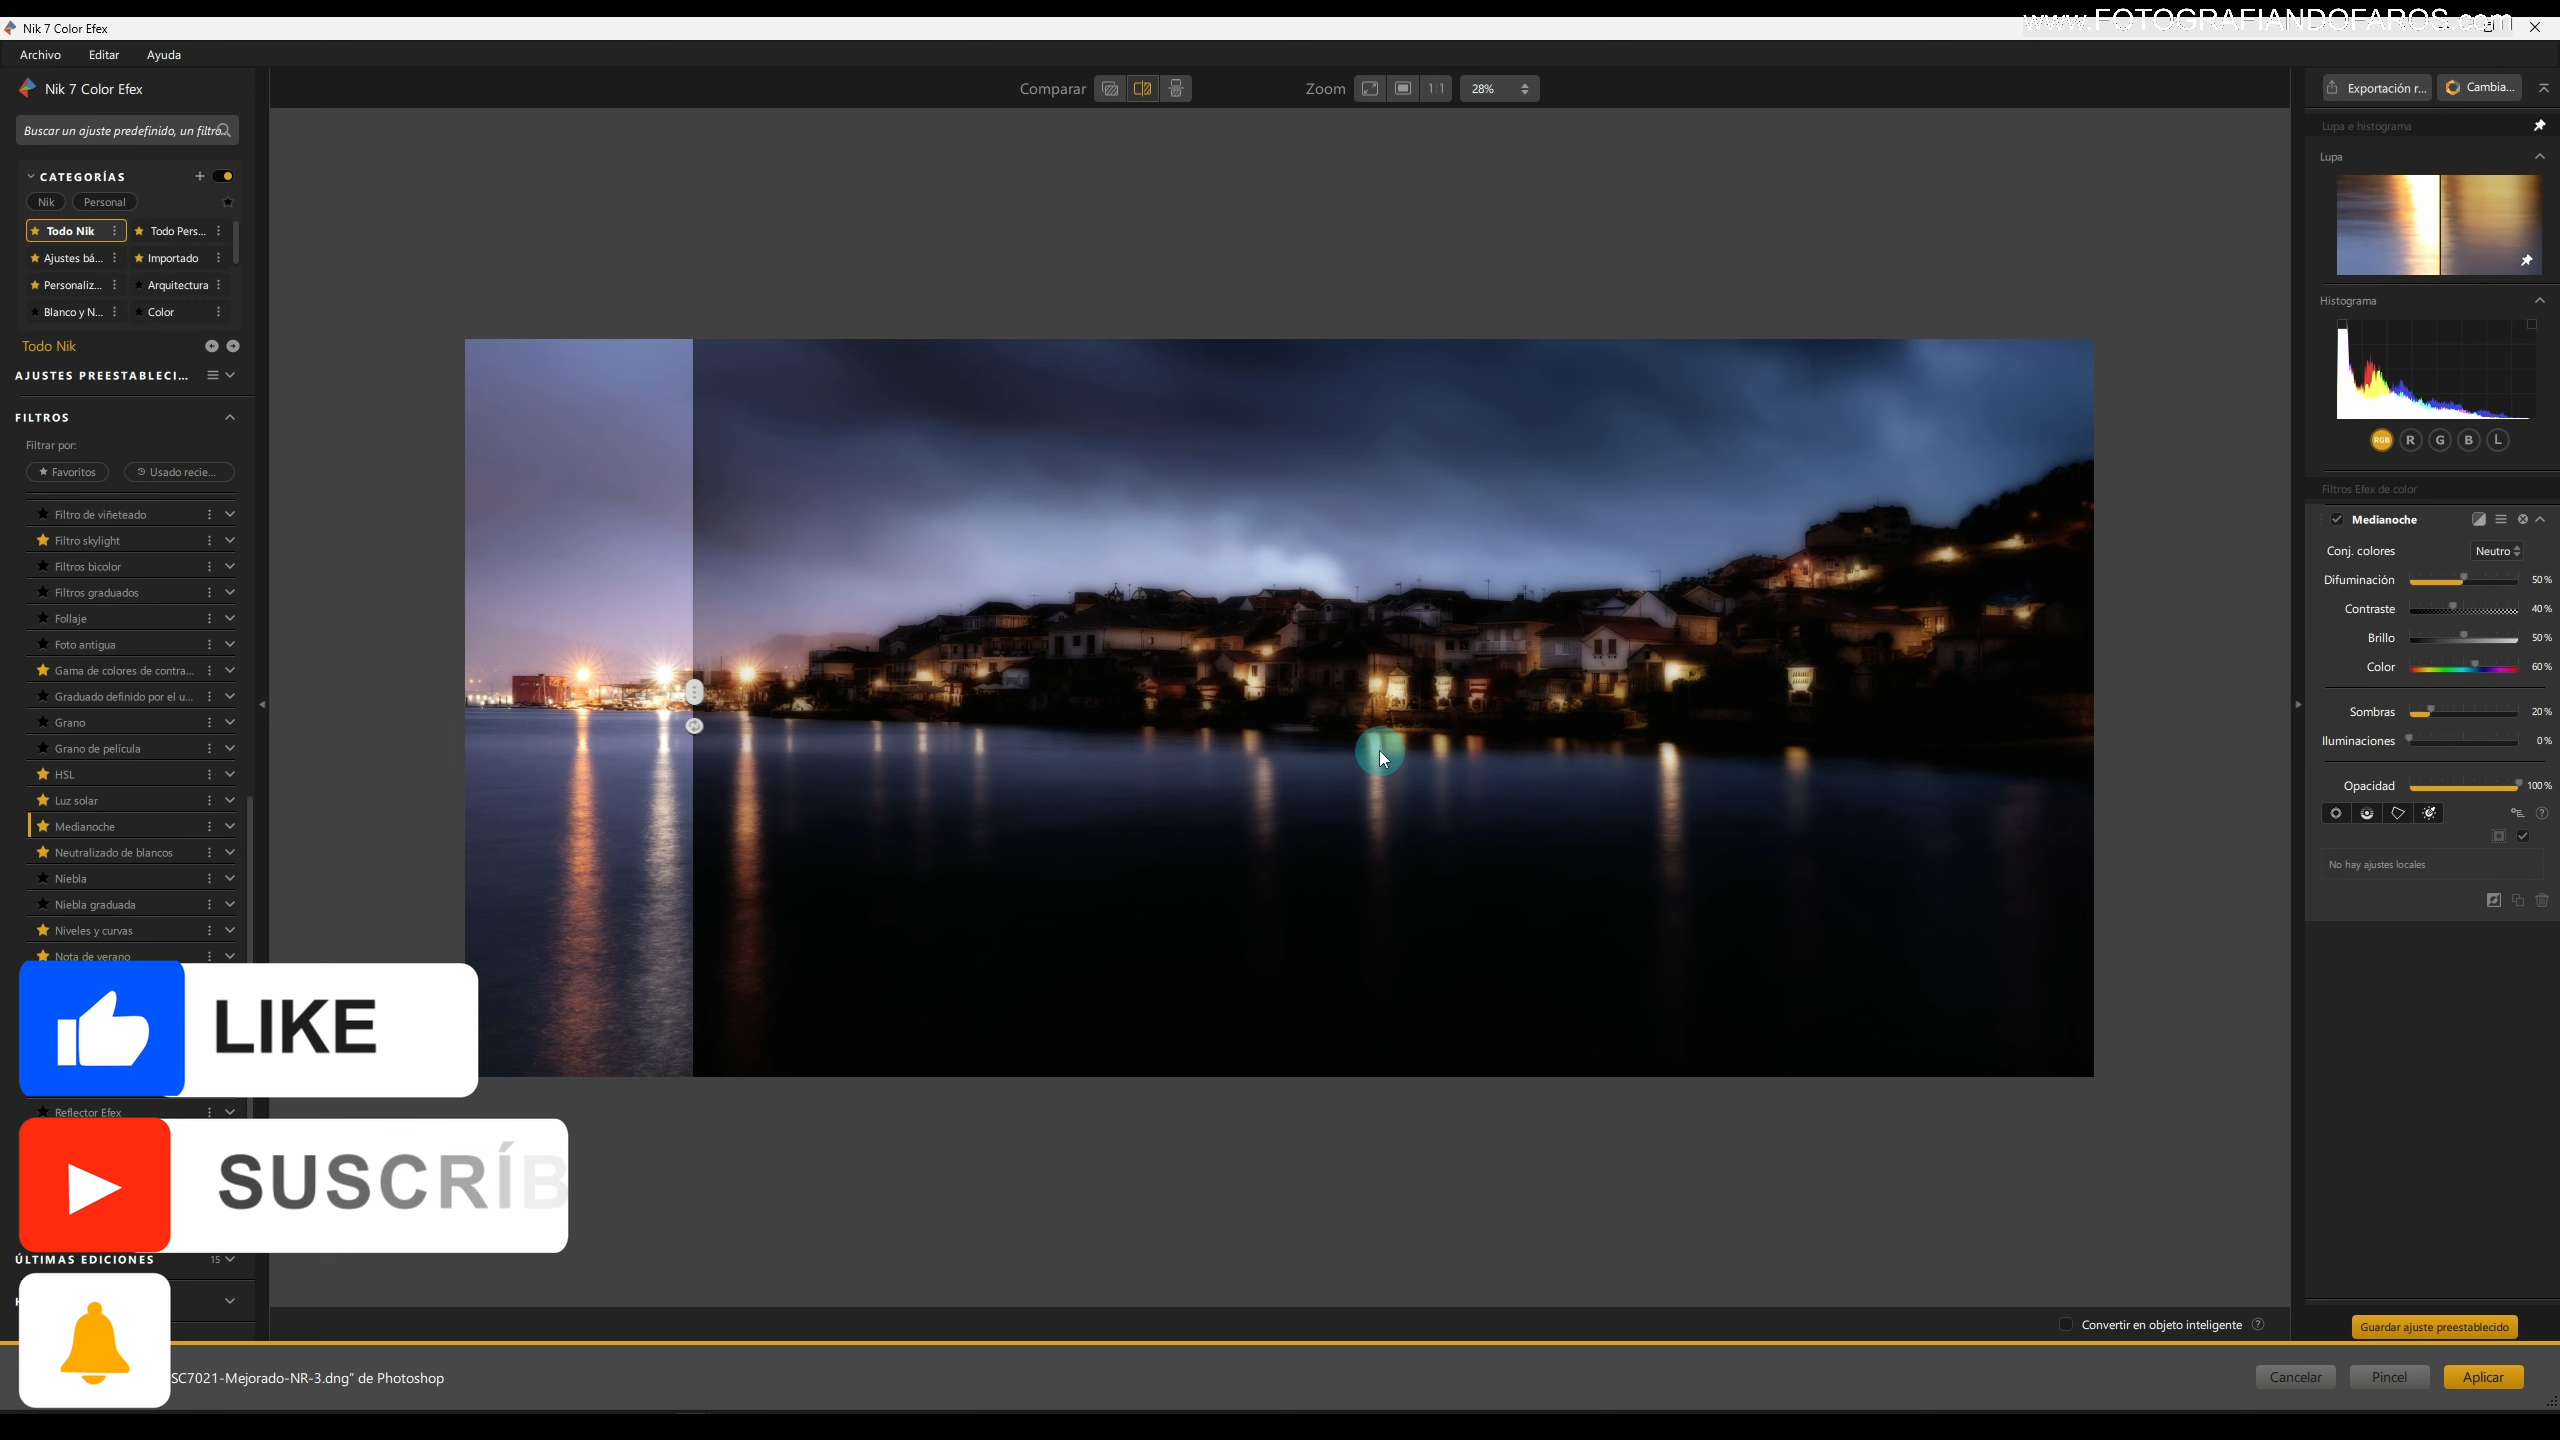 www.FOTOGRAFIANDOFAROS.com
Nik 7 Color Efex
Archivo Editar Ayuda
Nik 7 Color Efex
Comparar
Zoom
1:1
28%
Exportación r...
Cambia...
Buscar un ajuste predefinido, un filtro...
CATEGORÍAS
Nik Personal
Todo Nik
Todo Pers...
Ajustes bá...
Importado
Personaliz...
Arquitectura
Blanco y N...
Color
Todo Nik
AJUSTES PREESTABLECI...
FILTROS
Filtrar por:
Favoritos
Usado recie...
Filtro de viñeteado
Filtro skylight
Filtros bicolor
Filtros graduados
Follaje
Foto antigua
Gama de colores de contra...
Graduado definido por el u...
Grano
Grano de película
HSL
Luz solar
Medianoche
Neutralizado de blancos
Niebla
Niebla graduada
Niveles y curvas
Nota de verano
LIKE
Reflector Efex
SUSCRÍB
ÚLTIMAS EDICIONES 15
SC7021-Mejorado-NR-3.dng" de Photoshop
Lupa e histograma
Lupa
Histograma
RGB R G B L
Filtros Efex de color
Medianoche
Conj. colores Neutro
Difuminación 50%
Contraste 40%
Brillo 50%
Color 60%
Sombras 20%
Iluminaciones 0%
Opacidad 100%
No hay ajustes locales
Convertir en objeto inteligente
Guardar ajuste preestablecido
Cancelar Pincel Aplicar